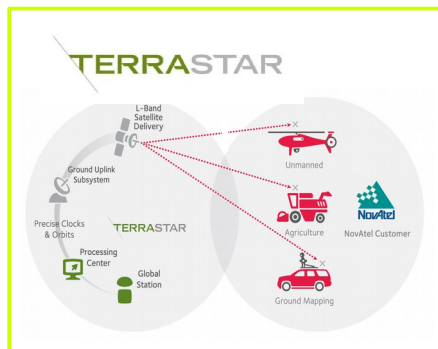 TERRASTAR
L-Band
Satellite
Delivery
Ground Uplink
Subsystem
Precise Clocks
& Orbits
TERRASTAR
Processing
Center
Global
Station
Unmanned
Agriculture
NovAtel
NovAtel Customer
Ground Mapping